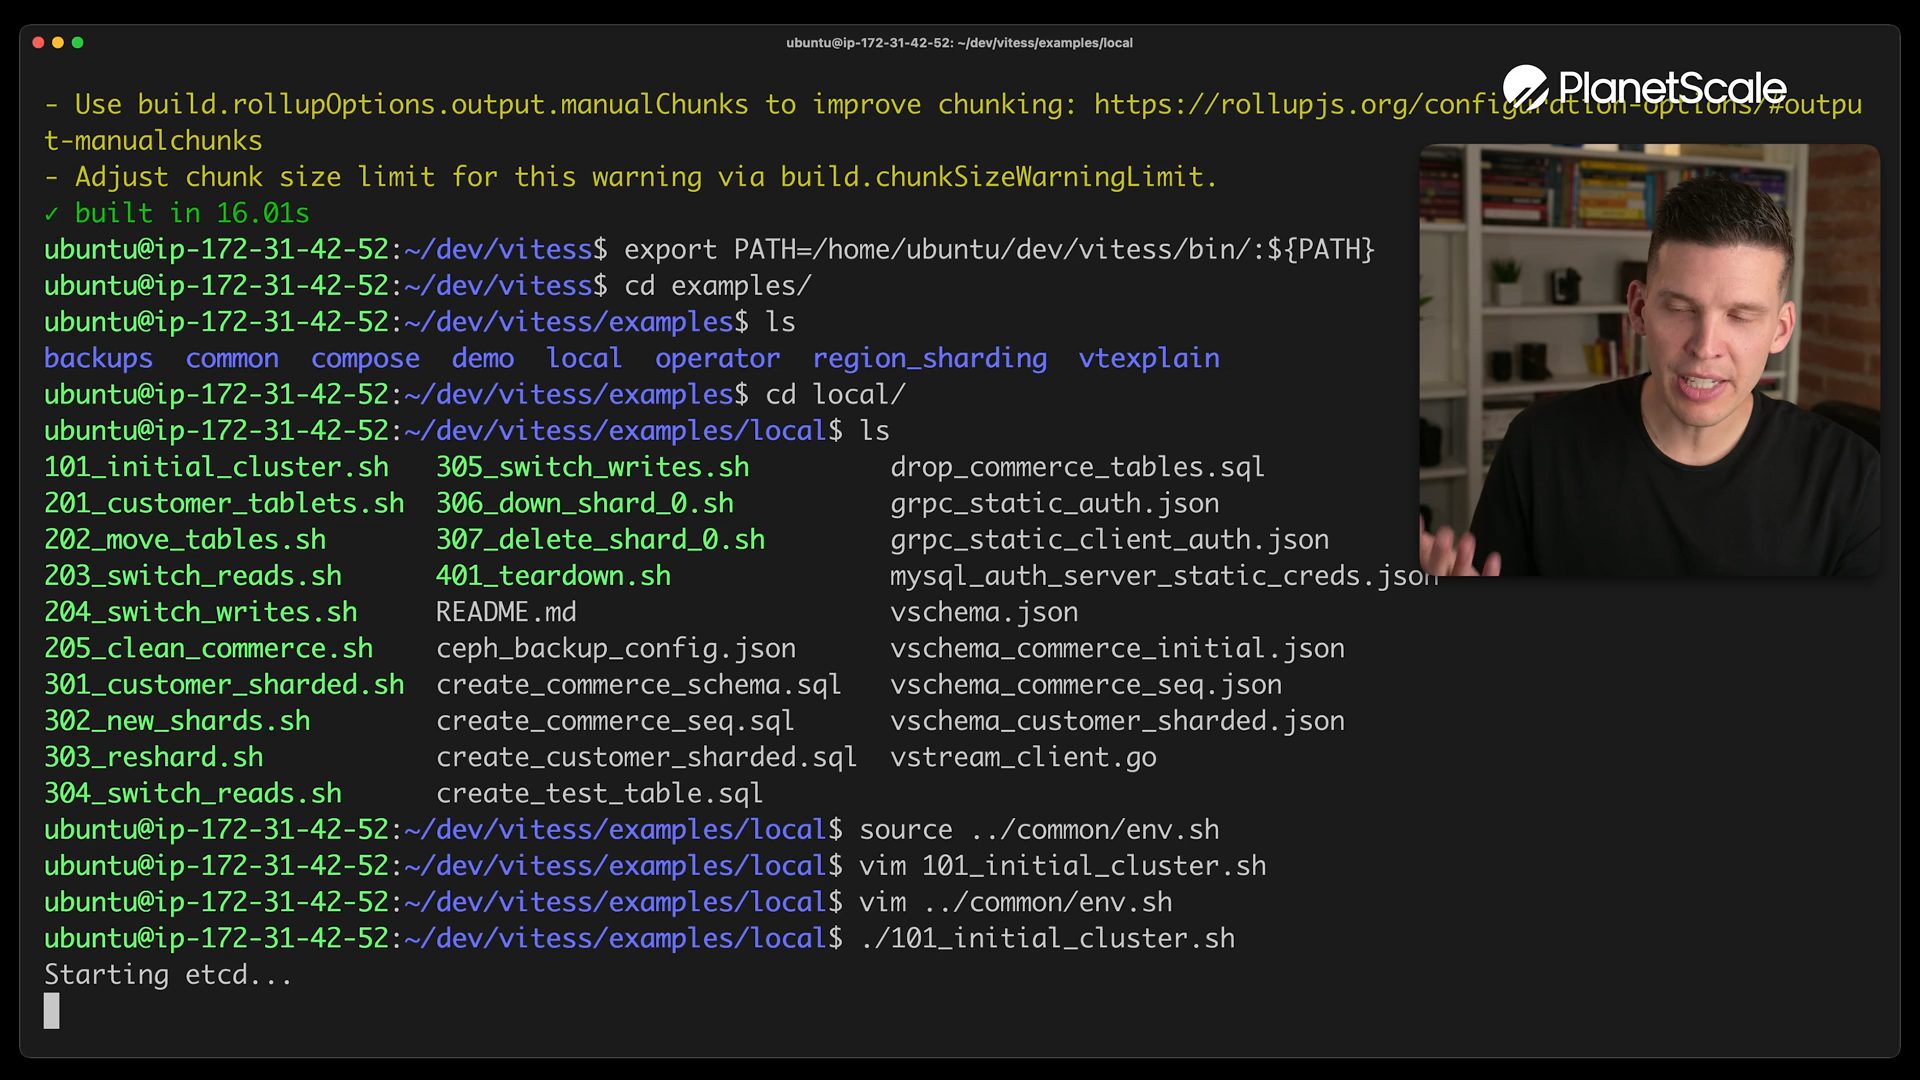 ubuntu@ip-172-31-42-52: ~/dev/vitess/examples/local
PlanetScale
- Use build.rollupOptions.output.manualChunks to improve chunking: https://rollupjs.org/configuration-options/#outpu
t-manualchunks
- Adjust chunk size limit for this warning via build.chunkSizeWarningLimit.
✓ built in 16.01s
ubuntu@ip-172-31-42-52:~/dev/vitess$ export PATH=/home/ubuntu/dev/vitess/bin/:${PATH}
ubuntu@ip-172-31-42-52:~/dev/vitess$ cd examples/
ubuntu@ip-172-31-42-52:~/dev/vitess/examples$ ls
backups  common  compose  demo  local  operator  region_sharding  vtexplain
ubuntu@ip-172-31-42-52:~/dev/vitess/examples$ cd local/
ubuntu@ip-172-31-42-52:~/dev/vitess/examples/local$ ls
101_initial_cluster.sh   305_switch_writes.sh         drop_commerce_tables.sql
201_customer_tablets.sh  306_down_shard_0.sh          grpc_static_auth.json
202_move_tables.sh       307_delete_shard_0.sh        grpc_static_client_auth.json
203_switch_reads.sh      401_teardown.sh              mysql_auth_server_static_creds.json
204_switch_writes.sh     README.md                    vschema.json
205_clean_commerce.sh    ceph_backup_config.json      vschema_commerce_initial.json
301_customer_sharded.sh  create_commerce_schema.sql   vschema_commerce_seq.json
302_new_shards.sh        create_commerce_seq.sql      vschema_customer_sharded.json
303_reshard.sh           create_customer_sharded.sql  vstream_client.go
304_switch_reads.sh      create_test_table.sql
ubuntu@ip-172-31-42-52:~/dev/vitess/examples/local$ source ../common/env.sh
ubuntu@ip-172-31-42-52:~/dev/vitess/examples/local$ vim 101_initial_cluster.sh
ubuntu@ip-172-31-42-52:~/dev/vitess/examples/local$ vim ../common/env.sh
ubuntu@ip-172-31-42-52:~/dev/vitess/examples/local$ ./101_initial_cluster.sh
Starting etcd...